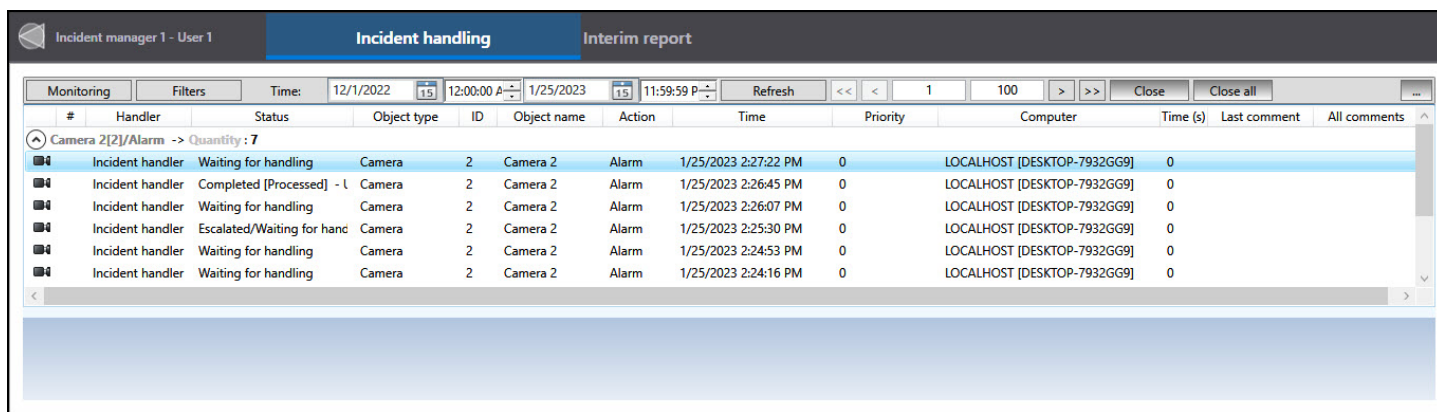 Incident manager 1 - User 1 Incident handling Interim report
Monitoring Filters Time: 12/1/2022 15 12:00:00 A 1/25/2023 15 11:59:59 P Refresh << < 1 100 > >> Close Close all ...
# Handler Status Object type ID Object name Action Time Priority Computer Time (s) Last comment All comments
Camera 2[2]/Alarm -> Quantity : 7
Incident handler Waiting for handling Camera 2 Camera 2 Alarm 1/25/2023 2:27:22 PM 0 LOCALHOST [DESKTOP-7932GG9] 0
Incident handler Completed [Processed] - U Camera 2 Camera 2 Alarm 1/25/2023 2:26:45 PM 0 LOCALHOST [DESKTOP-7932GG9] 0
Incident handler Waiting for handling Camera 2 Camera 2 Alarm 1/25/2023 2:26:07 PM 0 LOCALHOST [DESKTOP-7932GG9] 0
Incident handler Escalated/Waiting for hand Camera 2 Camera 2 Alarm 1/25/2023 2:25:30 PM 0 LOCALHOST [DESKTOP-7932GG9] 0
Incident handler Waiting for handling Camera 2 Camera 2 Alarm 1/25/2023 2:24:53 PM 0 LOCALHOST [DESKTOP-7932GG9] 0
Incident handler Waiting for handling Camera 2 Camera 2 Alarm 1/25/2023 2:24:16 PM 0 LOCALHOST [DESKTOP-7932GG9] 0